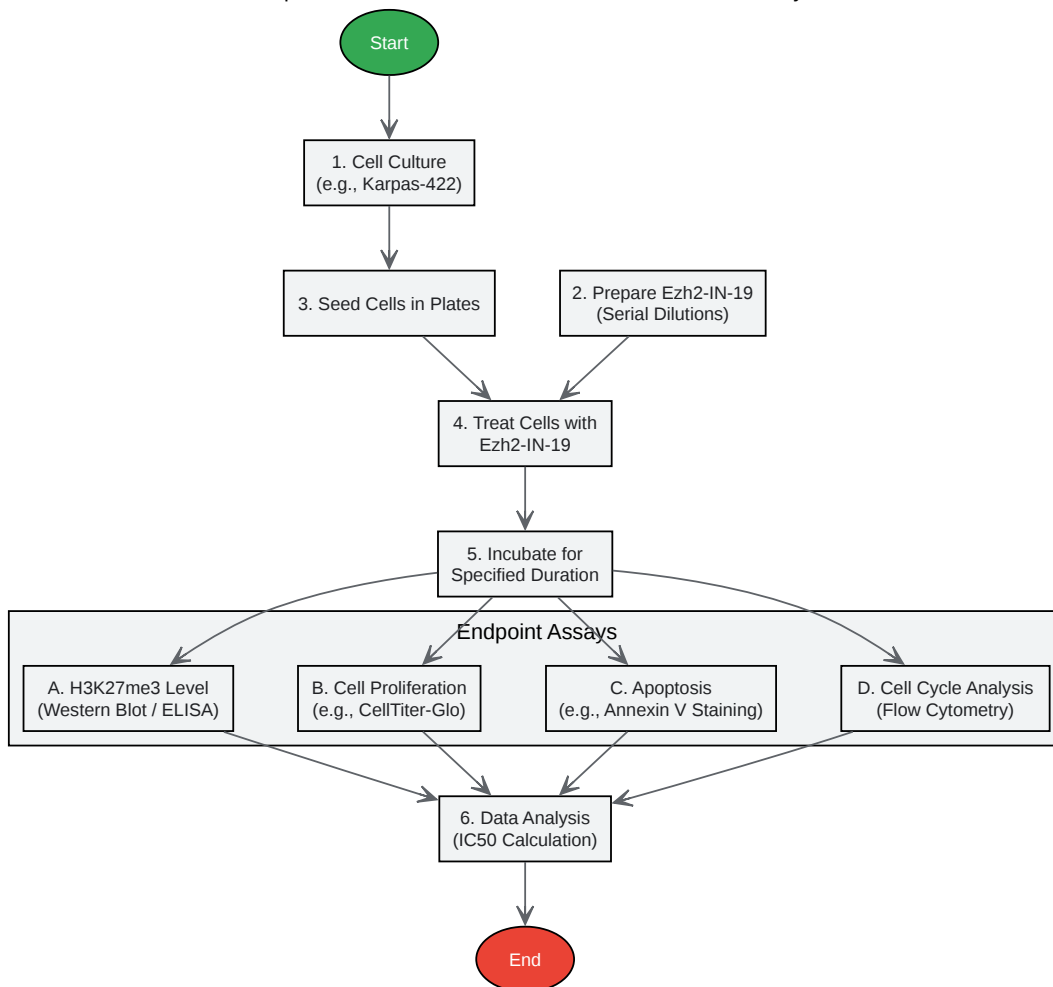 Start
1. Cell Culture
(e.g., Karpas-422)
3. Seed Cells in Plates
2. Prepare Ezh2-IN-19
(Serial Dilutions)
4. Treat Cells with
Ezh2-IN-19
5. Incubate for
Specified Duration
Endpoint Assays
A. H3K27me3 Level
(Western Blot / ELISA)
B. Cell Proliferation
(e.g., CellTiter-Glo)
C. Apoptosis
(e.g., Annexin V Staining)
D. Cell Cycle Analysis
(Flow Cytometry)
6. Data Analysis
(IC50 Calculation)
End